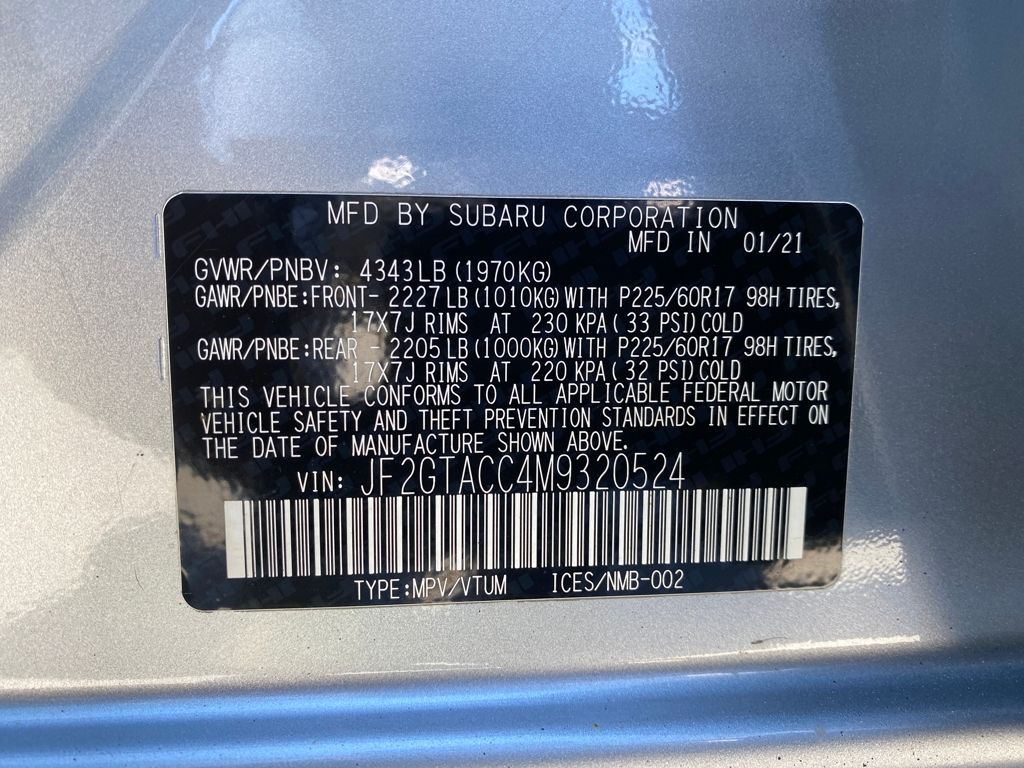 MFD BY SUBARU CORPORATION
MFD IN 01/21
GVWR/PNBV: 4343LB (1970KG)
GAWR/PNBE:FRONT- 2227LB(1010KG)WITH P225/60R17 98H TIRES,
17X7J RIMS AT 230 KPA(33 PSI)COLD
GAWR/PNBE:REAR - 2205LB(1000KG)WITH P225/60R17 98H TIRES,
17X7J RIMS AT 220 KPA(32 PSI)COLD
THIS VEHICLE CONFORMS TO ALL APPLICABLE FEDERAL MOTOR
VEHICLE SAFETY AND THEFT PREVENTION STANDARDS IN EFFECT ON
THE DATE OF MANUFACTURE SHOWN ABOVE.
VIN: JF2GTACC4M9320524
TYPE:MPV/VTUM ICES/NMB-002